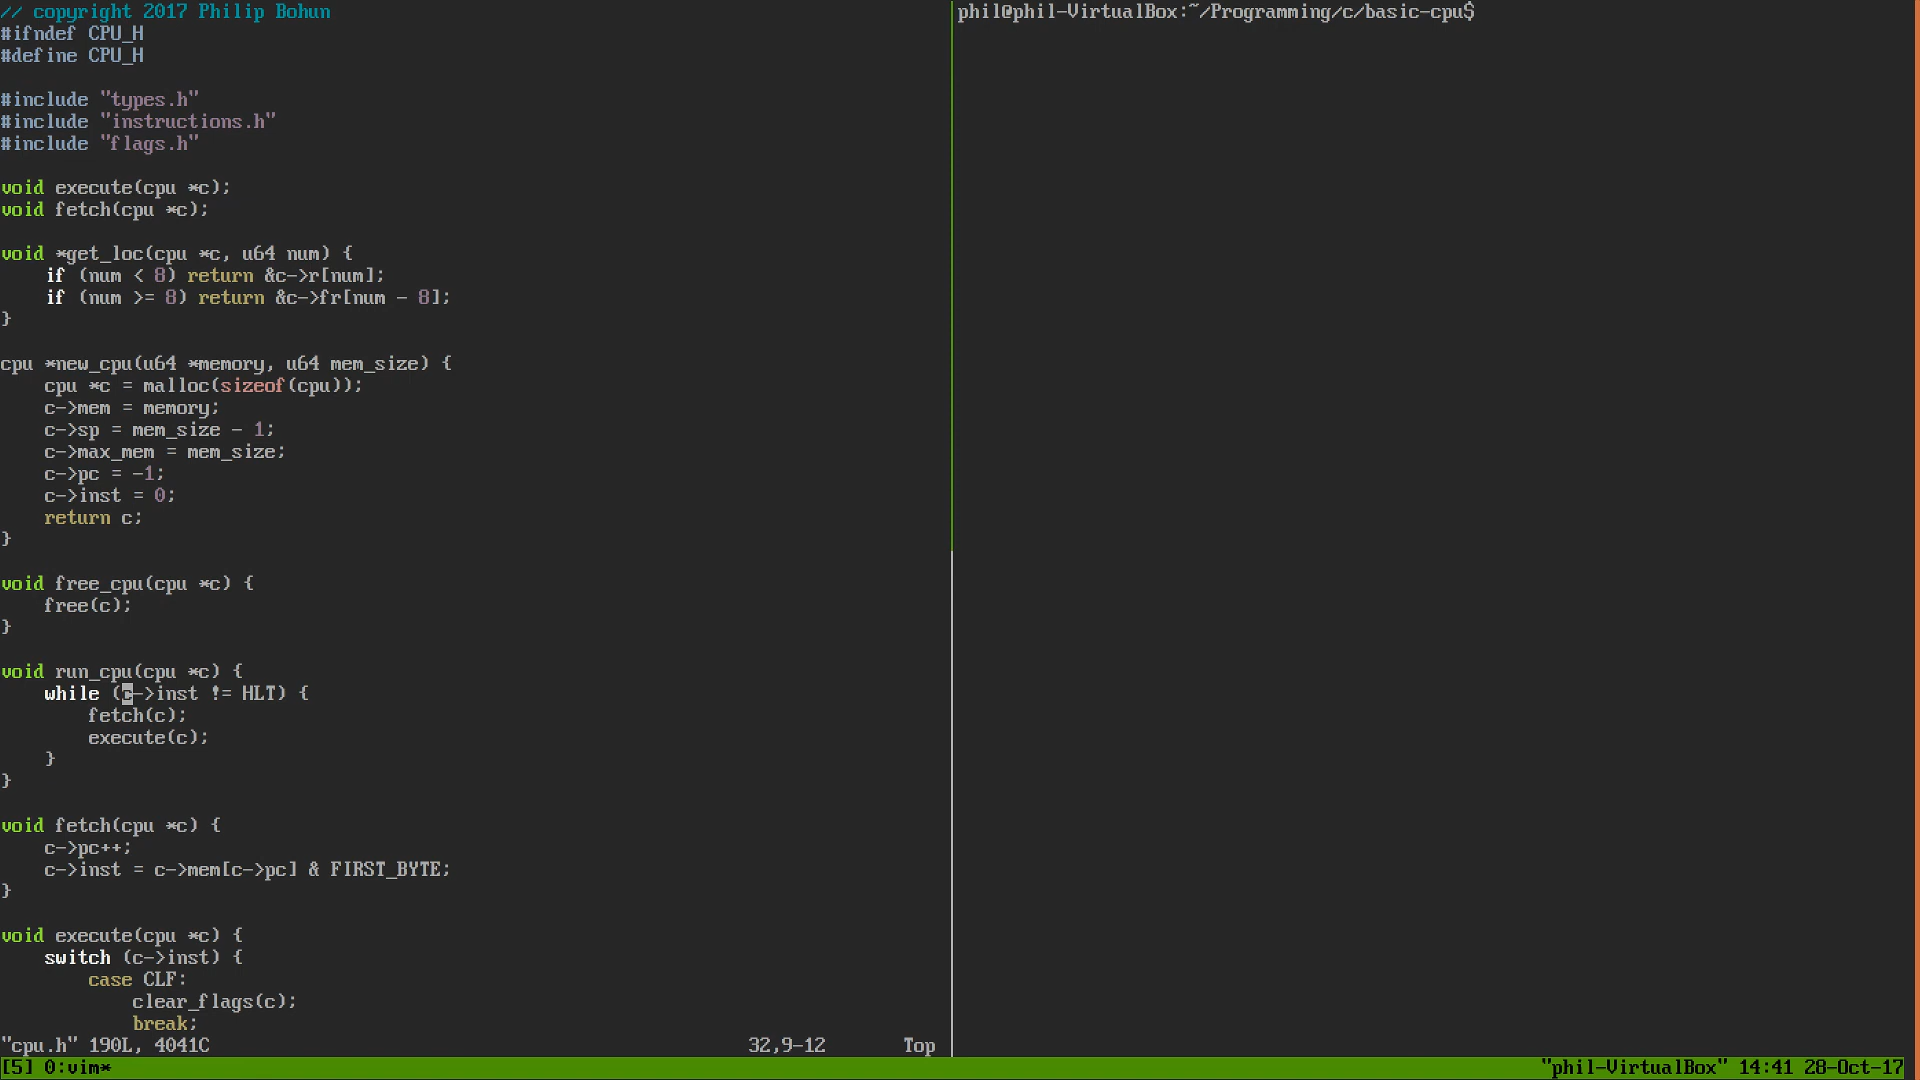 // copyright 2017 Philip Bohun
#ifndef CPU_H
#define CPU_H

#include "types.h"
#include "instructions.h"
#include "flags.h"

void execute(cpu *c);
void fetch(cpu *c);

void *get_loc(cpu *c, u64 num) {
    if (num < 8) return &c->r[num];
    if (num >= 8) return &c->fr[num - 8];
}

cpu *new_cpu(u64 *memory, u64 mem_size) {
    cpu *c = malloc(sizeof(cpu));
    c->mem = memory;
    c->sp = mem_size - 1;
    c->max_mem = mem_size;
    c->pc = -1;
    c->inst = 0;
    return c;
}

void free_cpu(cpu *c) {
    free(c);
}

void run_cpu(cpu *c) {
    while (c->inst != HLT) {
        fetch(c);
        execute(c);
    }
}

void fetch(cpu *c) {
    c->pc++;
    c->inst = c->mem[c->pc] & FIRST_BYTE;
}

void execute(cpu *c) {
    switch (c->inst) {
        case CLF:
            clear_flags(c);
            break;
"cpu.h" 190L, 4041C 32,9-12 Top
phil@phil-VirtualBox:~/Programming/c/basic-cpu$
[5] 0:vim* "phil-VirtualBox" 14:41 28-Oct-17